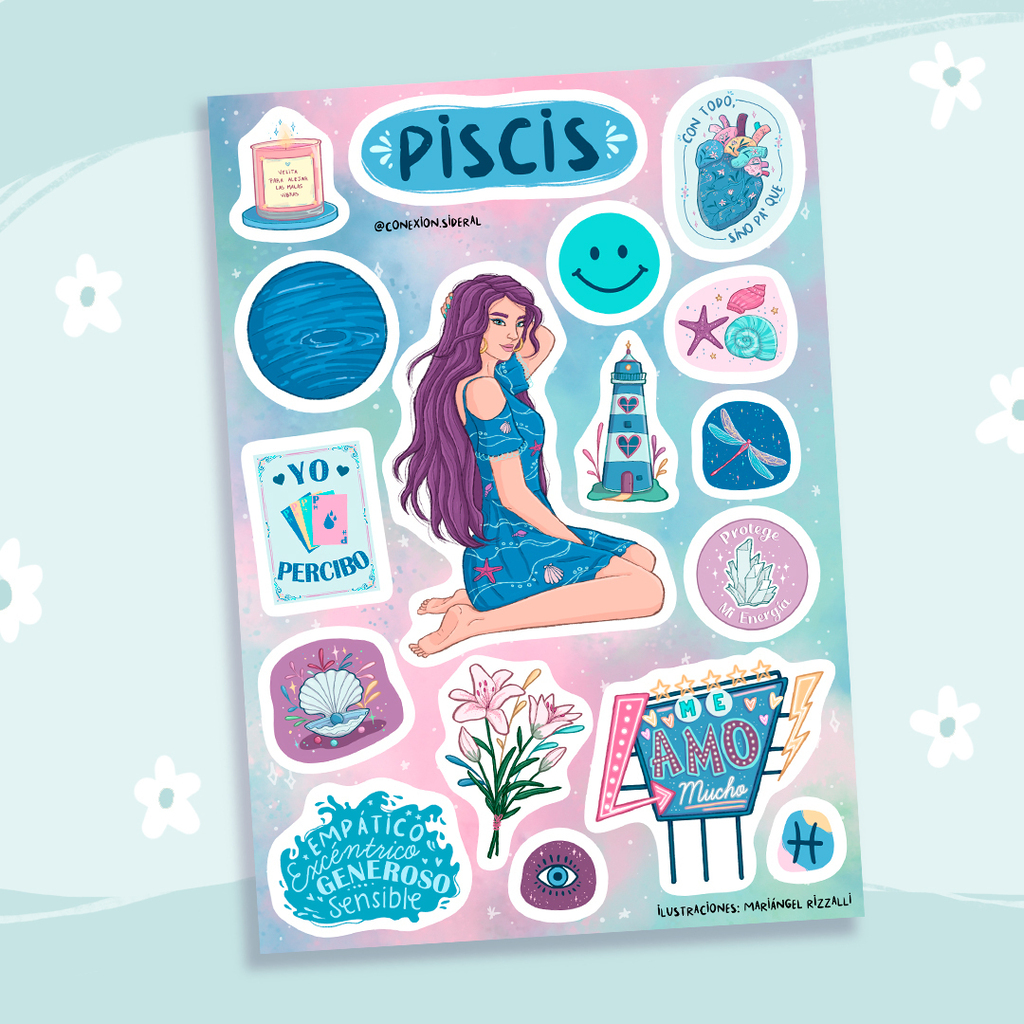 PISCIS
@CONEXION.SIDERAL
VELITA
PARA ALEJAR
LAS MALAS
VIBRAS
CON TODO,
SINO PA' QUE
YO
PERCIBO
Protege
Mi Energía
ME
AMO
Mucho
EMPÁTICO
Excéntrico
GENEROSO
Sensible
ILUSTRACIONES: MARIÁNGEL RIZZALLI